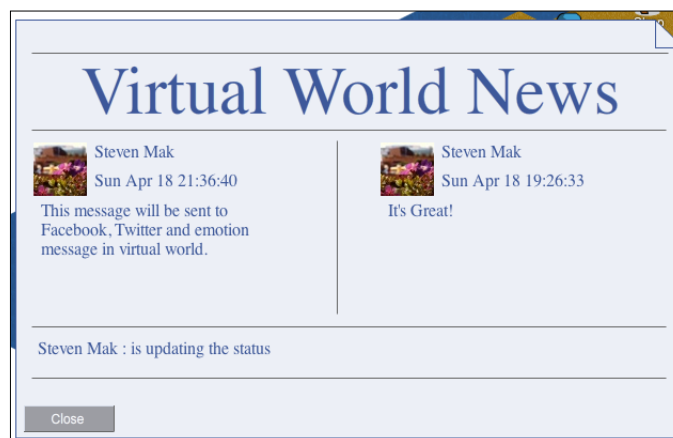 Virtual World News
Steven Mak
Sun Apr 18 21:36:40
This message will be sent to
Facebook, Twitter and emotion
message in virtual world.
Steven Mak
Sun Apr 18 19:26:33
It's Great!
Steven Mak : is updating the status
Close